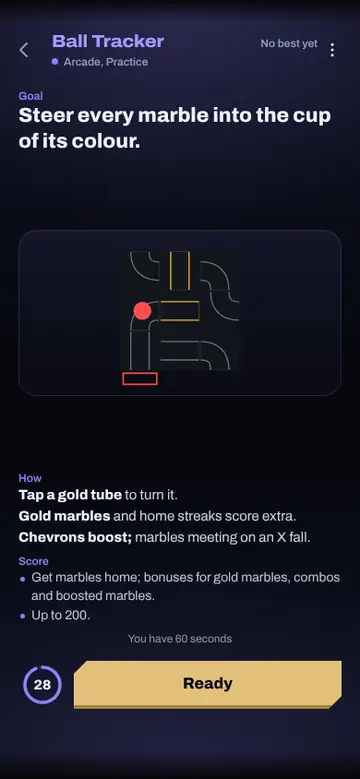 Ball Tracker
No best yet
Arcade, Practice
Goal
Steer every marble into the cup
of its colour.
How
Tap a gold tube to turn it.
Gold marbles and home streaks score extra.
Chevrons boost; marbles meeting on an X fall.
Score
Get marbles home; bonuses for gold marbles, combos
and boosted marbles.
Up to 200.
You have 60 seconds
28
Ready